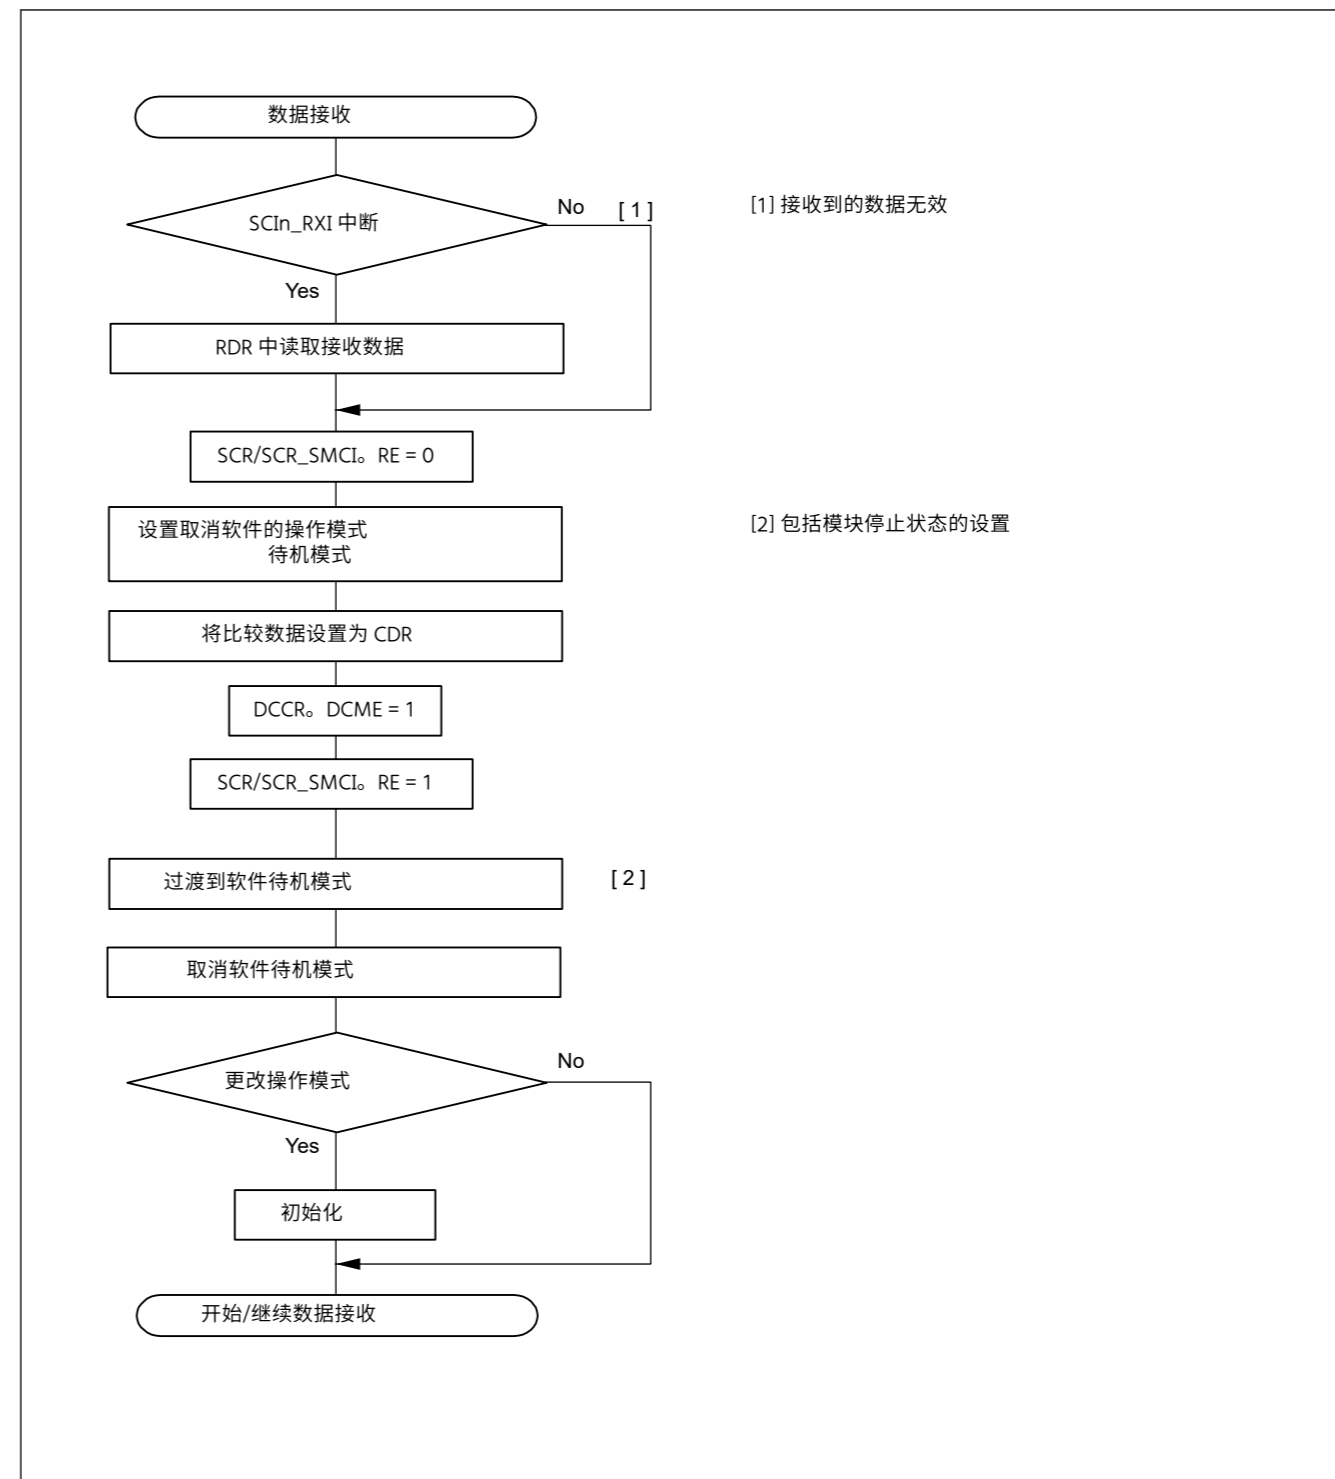 数据接收
SCIn_RXI 中断
No
[ 1 ]
[1] 接收到的数据无效
Yes
RDR 中读取接收数据
SCR/SCR_SMCI。RE = 0
设置取消软件的操作模式
待机模式
[2] 包括模块停止状态的设置
将比较数据设置为 CDR
DCCR。DCME = 1
SCR/SCR_SMCI。RE = 1
过渡到软件待机模式
[ 2 ]
取消软件待机模式
更改操作模式
No
Yes
初始化
开始/继续数据接收